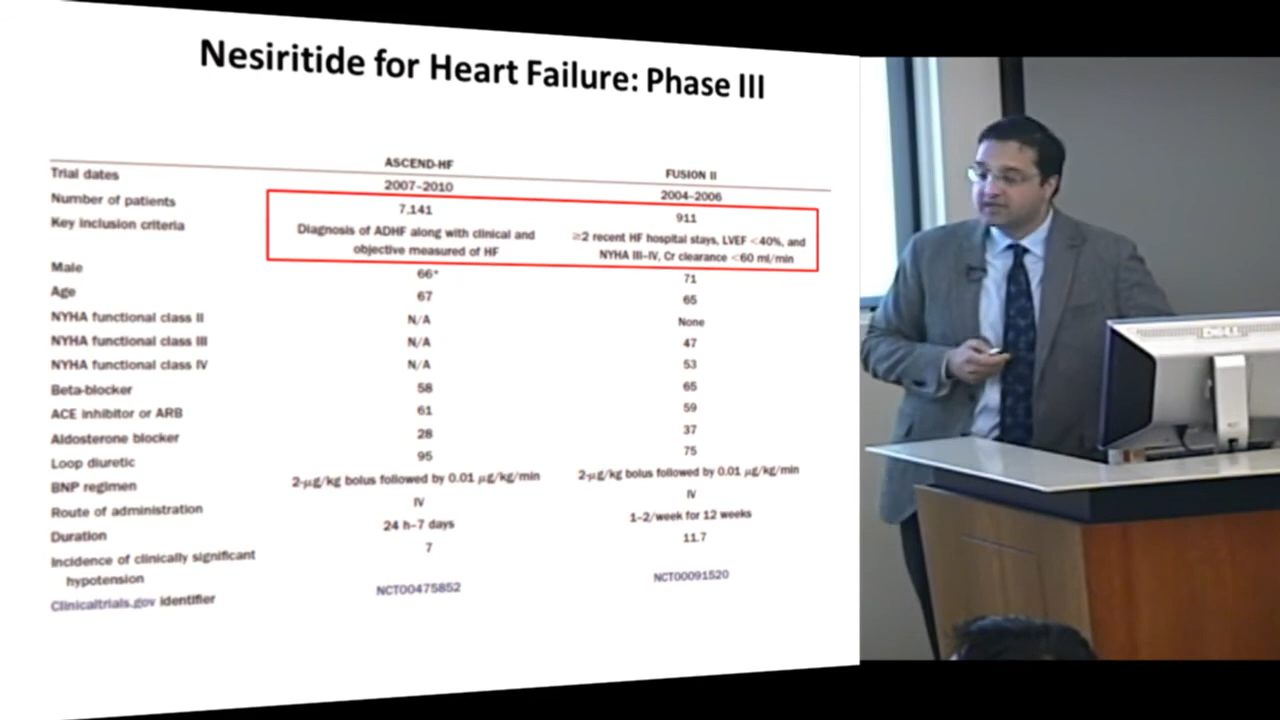 Nesiritide for Heart Failure: Phase III
ASCEND-HF FUSION II
Trial dates 2007–2010 2004–2006
Number of patients 7,141 911
Key inclusion criteria Diagnosis of ADHF along with clinical and objective measured of HF ≥2 recent HF hospital stays, LVEF <40%, and NYHA III–IV, Cr clearance <60 ml/min
Male 66* 71
Age 67 65
NYHA functional class II N/A None
NYHA functional class III N/A 47
NYHA functional class IV N/A 53
Beta-blocker 58 65
ACE inhibitor or ARB 61 59
Aldosterone blocker 28 37
Loop diuretic 95 75
BNP regimen 2-μg/kg bolus followed by 0.01 μg/kg/min 2-μg/kg bolus followed by 0.01 μg/kg/min
Route of administration IV IV
Duration 24 h–7 days 1–2/week for 12 weeks
Incidence of clinically significant hypotension 7 11.7
Clinicaltrials.gov identifier NCT00475852 NCT00091520
DELL